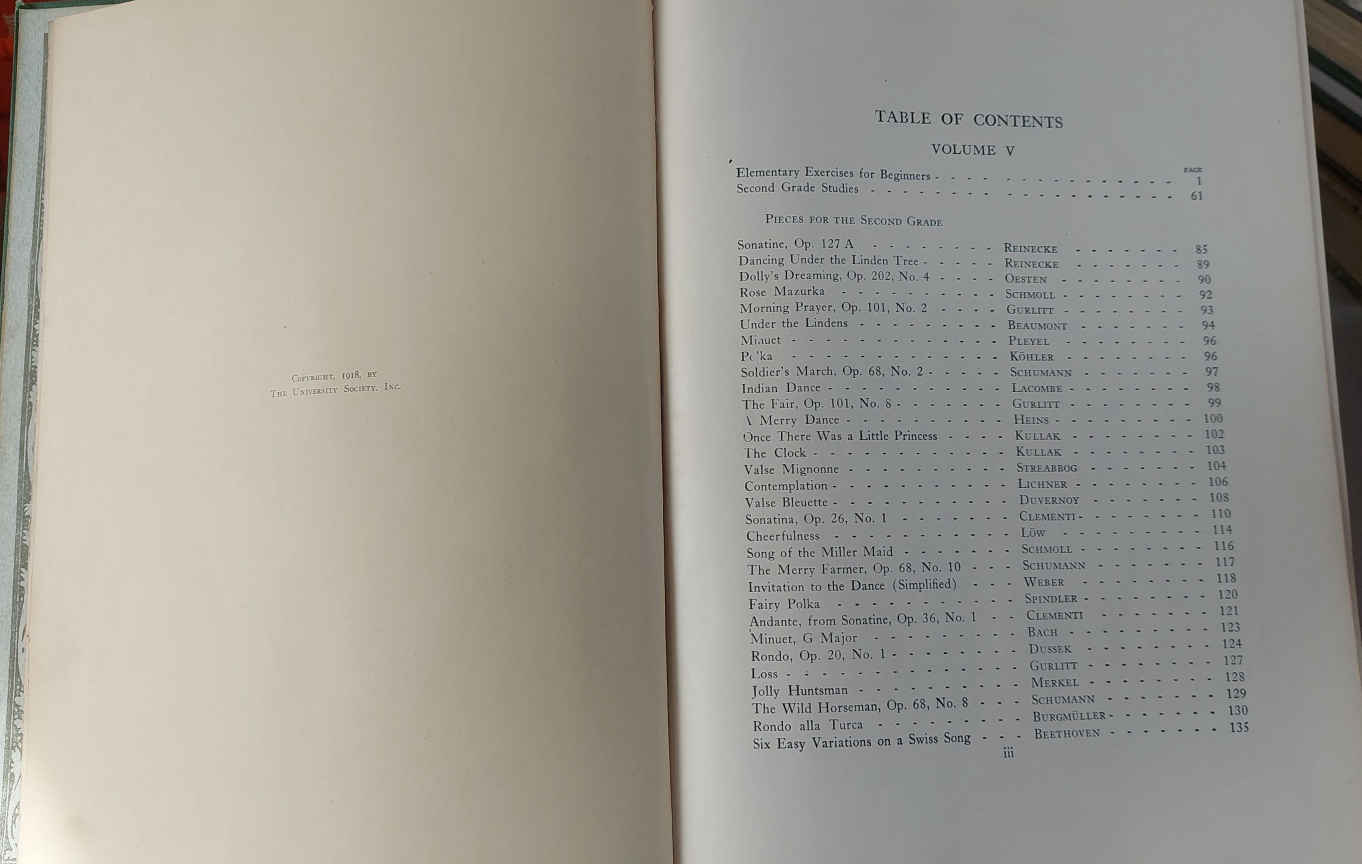 Copyright, 1918, by
The University Society, Inc.
TABLE OF CONTENTS
VOLUME V
PAGE
Elementary Exercises for Beginners - - - - - - - - - - - - - - - 1
Second Grade Studies - - - - - - - - - - - - - - - - - - 61
Pieces for the Second Grade
Sonatine, Op. 127 A - - - - - - - - Reinecke - - - - - - - 85
Dancing Under the Linden Tree - - - - - Reinecke - - - - - - - 89
Dolly's Dreaming, Op. 202, No. 4 - - - - Oesten - - - - - - - - 90
Rose Mazurka - - - - - - - - - - Schmoll - - - - - - - - 92
Morning Prayer, Op. 101, No. 2 - - - - Gurlitt - - - - - - - - 93
Under the Lindens - - - - - - - - - Beaumont - - - - - - - 94
Minuet - - - - - - - - - - - - - Pleyel - - - - - - - - 96
Polka - - - - - - - - - - - - - Köhler - - - - - - - - 96
Soldier's March, Op. 68, No. 2 - - - - - Schumann - - - - - - - 97
Indian Dance - - - - - - - - - - - Lacombe - - - - - - - - 98
The Fair, Op. 101, No. 8 - - - - - - - Gurlitt - - - - - - - - 99
A Merry Dance - - - - - - - - - - Heins - - - - - - - - - 100
Once There Was a Little Princess - - - - Kullak - - - - - - - - 102
The Clock - - - - - - - - - - - - Kullak - - - - - - - - 103
Valse Mignonne - - - - - - - - - - Streabbog - - - - - - - 104
Contemplation - - - - - - - - - - - Lichner - - - - - - - - 106
Valse Bleuette - - - - - - - - - - - Duvernoy - - - - - - - 108
Sonatina, Op. 26, No. 1 - - - - - - - Clementi - - - - - - - - 110
Cheerfulness - - - - - - - - - - - Löw - - - - - - - - - 114
Song of the Miller Maid - - - - - - - Schmoll - - - - - - - - 116
The Merry Farmer, Op. 68, No. 10 - - - Schumann - - - - - - - 117
Invitation to the Dance (Simplified) - - - Weber - - - - - - - - 118
Fairy Polka - - - - - - - - - - - Spindler - - - - - - - - 120
Andante, from Sonatine, Op. 36, No. 1 - - Clementi - - - - - - - 121
Minuet, G Major - - - - - - - - - Bach - - - - - - - - - 123
Rondo, Op. 20, No. 1 - - - - - - - - Dussek - - - - - - - - 124
Loss - - - - - - - - - - - - - Gurlitt - - - - - - - - 127
Jolly Huntsman - - - - - - - - - - Merkel - - - - - - - - 128
The Wild Horseman, Op. 68, No. 8 - - - Schumann - - - - - - - 129
Rondo alla Turca - - - - - - - - - Burgmüller - - - - - - - 130
Six Easy Variations on a Swiss Song - - - Beethoven - - - - - - - 135
iii